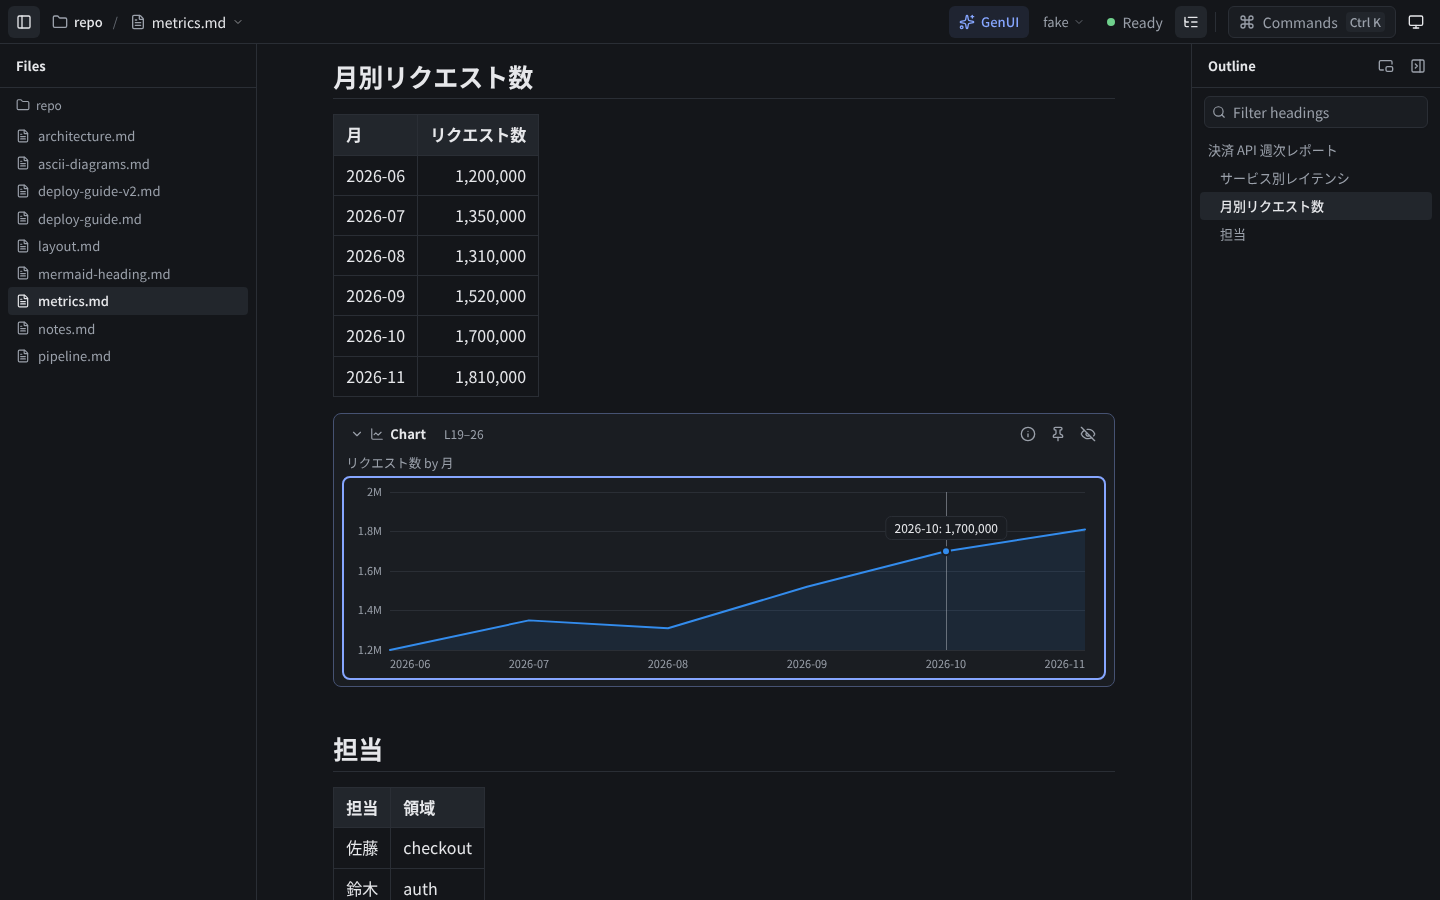 repo / metrics.md
GenUI
fake
Ready
Commands Ctrl K
Files
repo
architecture.md
ascii-diagrams.md
deploy-guide-v2.md
deploy-guide.md
layout.md
mermaid-heading.md
metrics.md
notes.md
pipeline.md
月別リクエスト数
月 リクエスト数
2026-06 1,200,000
2026-07 1,350,000
2026-08 1,310,000
2026-09 1,520,000
2026-10 1,700,000
2026-11 1,810,000
Chart L19–26
リクエスト数 by 月
2M
1.8M
1.6M
1.4M
1.2M
2026-10: 1,700,000
2026-06 2026-07 2026-08 2026-09 2026-10 2026-11
担当
担当 領域
佐藤 checkout
鈴木 auth
Outline
Filter headings
決済 API 週次レポート
サービス別レイテンシ
月別リクエスト数
担当